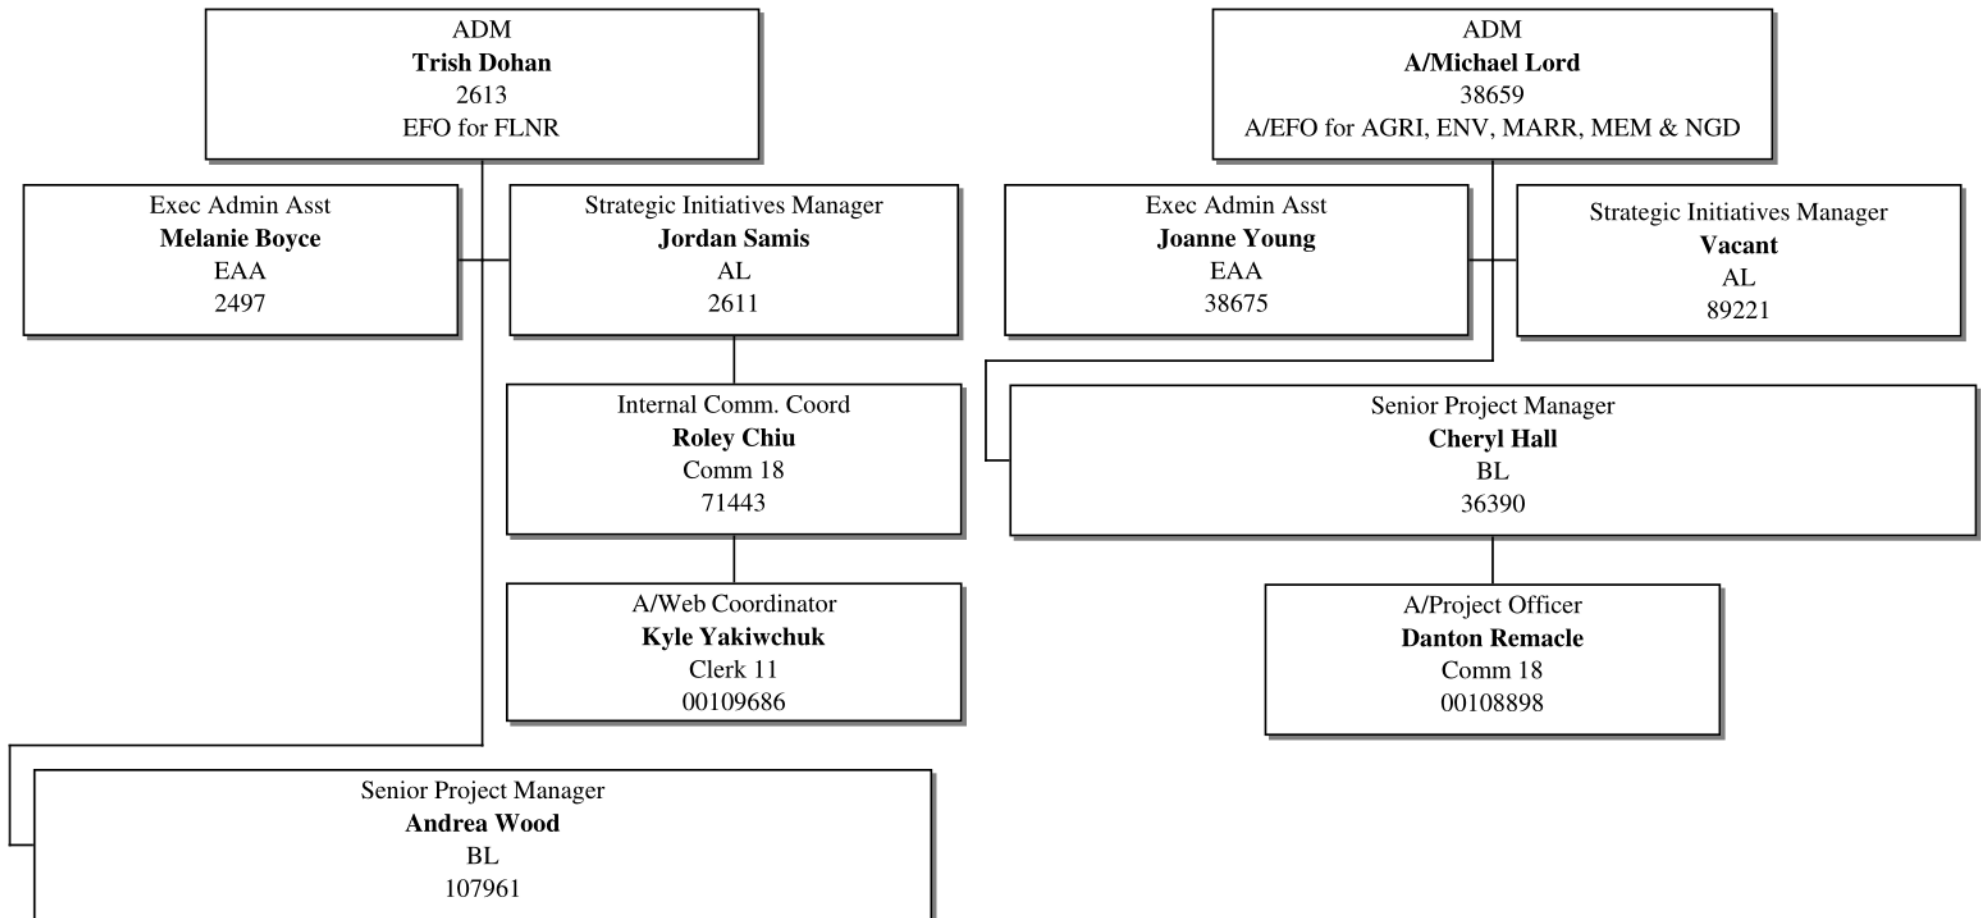 ADM
Trish Dohan
2613
EFO for FLNR
Exec Admin Asst
Melanie Boyce
EAA
2497
Strategic Initiatives Manager
Jordan Samis
AL
2611
Internal Comm. Coord
Roley Chiu
Comm 18
71443
A/Web Coordinator
Kyle Yakiwchuk
Clerk 11
00109686
Senior Project Manager
Andrea Wood
BL
107961
ADM
A/Michael Lord
38659
A/EFO for AGRI, ENV, MARR, MEM & NGD
Exec Admin Asst
Joanne Young
EAA
38675
Strategic Initiatives Manager
Vacant
AL
89221
Senior Project Manager
Cheryl Hall
BL
36390
A/Project Officer
Danton Remacle
Comm 18
00108898